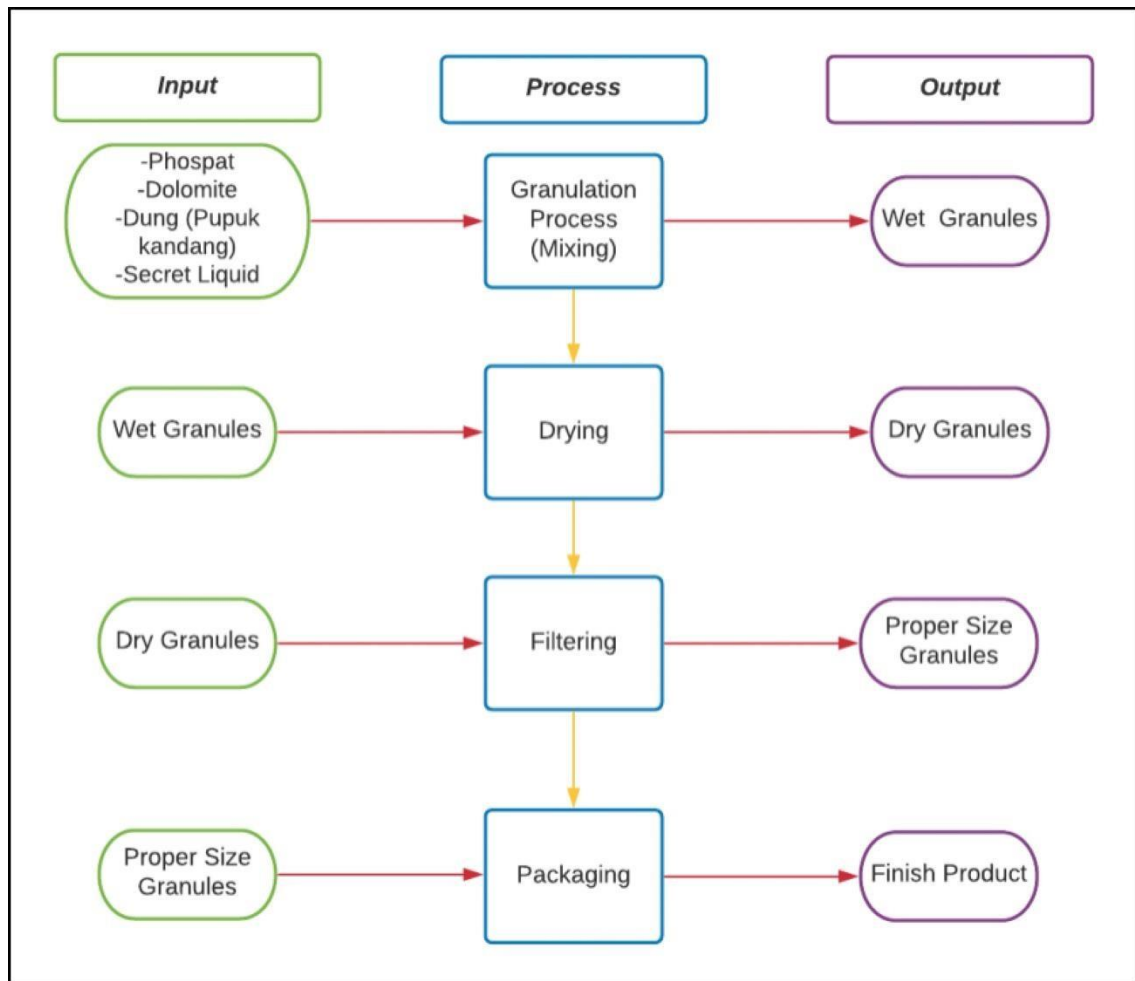 Input
Process
Output
-Phospat
-Dolomite
-Dung (Pupuk
kandang)
-Secret Liquid
Granulation
Process
(Mixing)
Wet Granules
Wet Granules
Drying
Dry Granules
Dry Granules
Filtering
Proper Size
Granules
Proper Size
Granules
Packaging
Finish Product